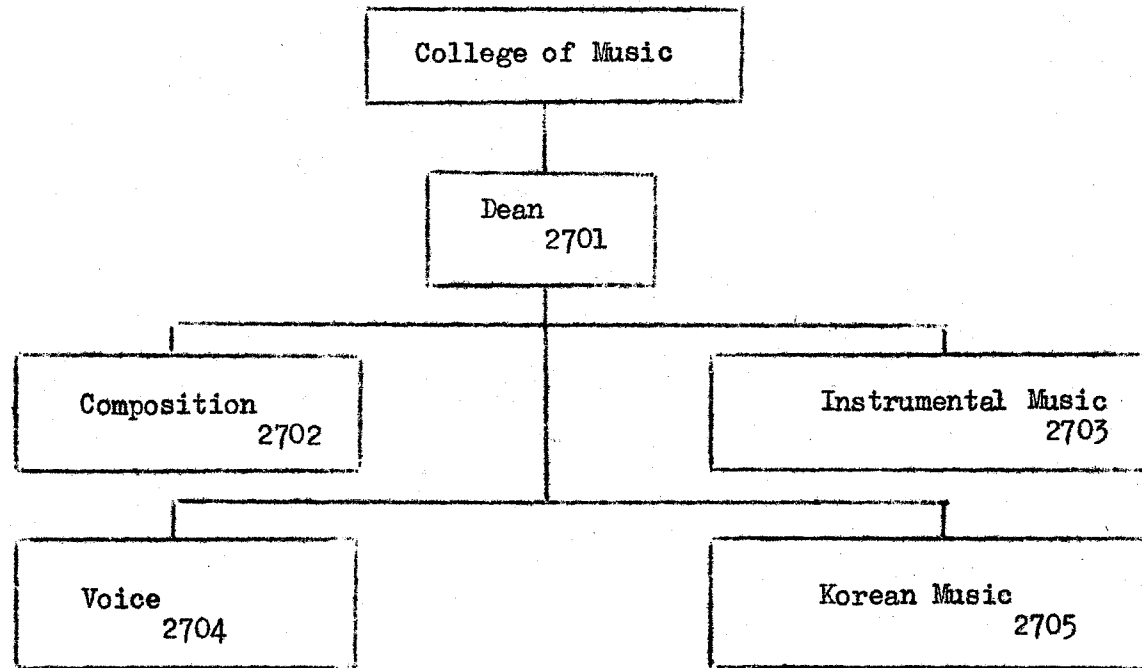 College of Music
Dean
2701
Composition
2702
Instrumental Music
2703
Voice
2704
Korean Music
2705